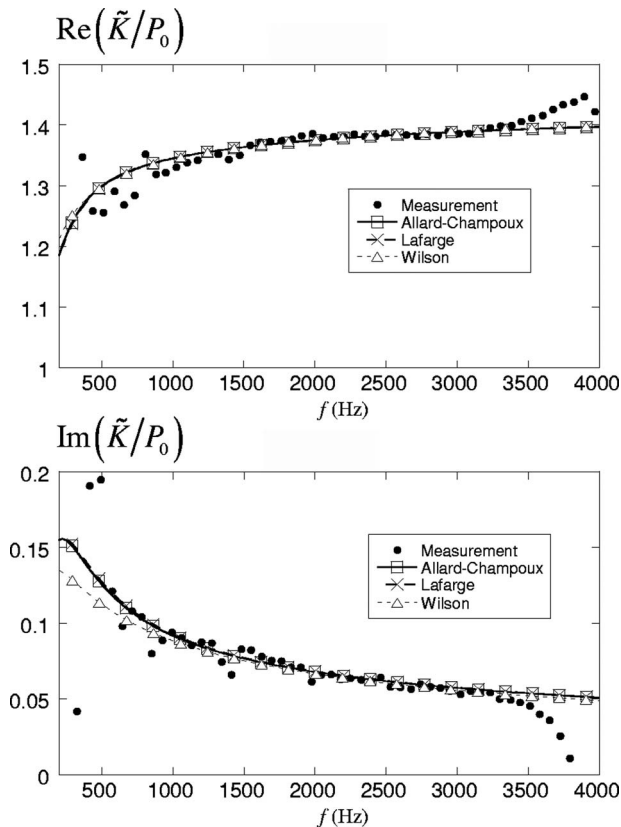 Re(K̃/P₀)
1.5
1.4
1.3
1.2
1.1
1
Measurement
Allard-Champoux
Lafarge
Wilson
500 1000 1500 2000 2500 3000 3500 4000
f (Hz)
Im(K̃/P₀)
0.2
0.15
0.1
0.05
0
Measurement
Allard-Champoux
Lafarge
Wilson
500 1000 1500 2000 2500 3000 3500 4000
f (Hz)